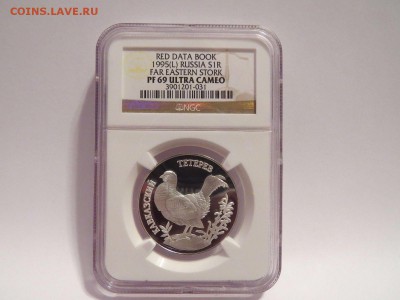 COINS.ЛАВЕ.RU
RED DATA BOOK
1995(L) RUSSIA S1R
FAR EASTERN STORK
PF 69 ULTRA CAMEO
3901201-031
NGC
КАВКАЗСКИЙ
ТЕТЕРЕВ